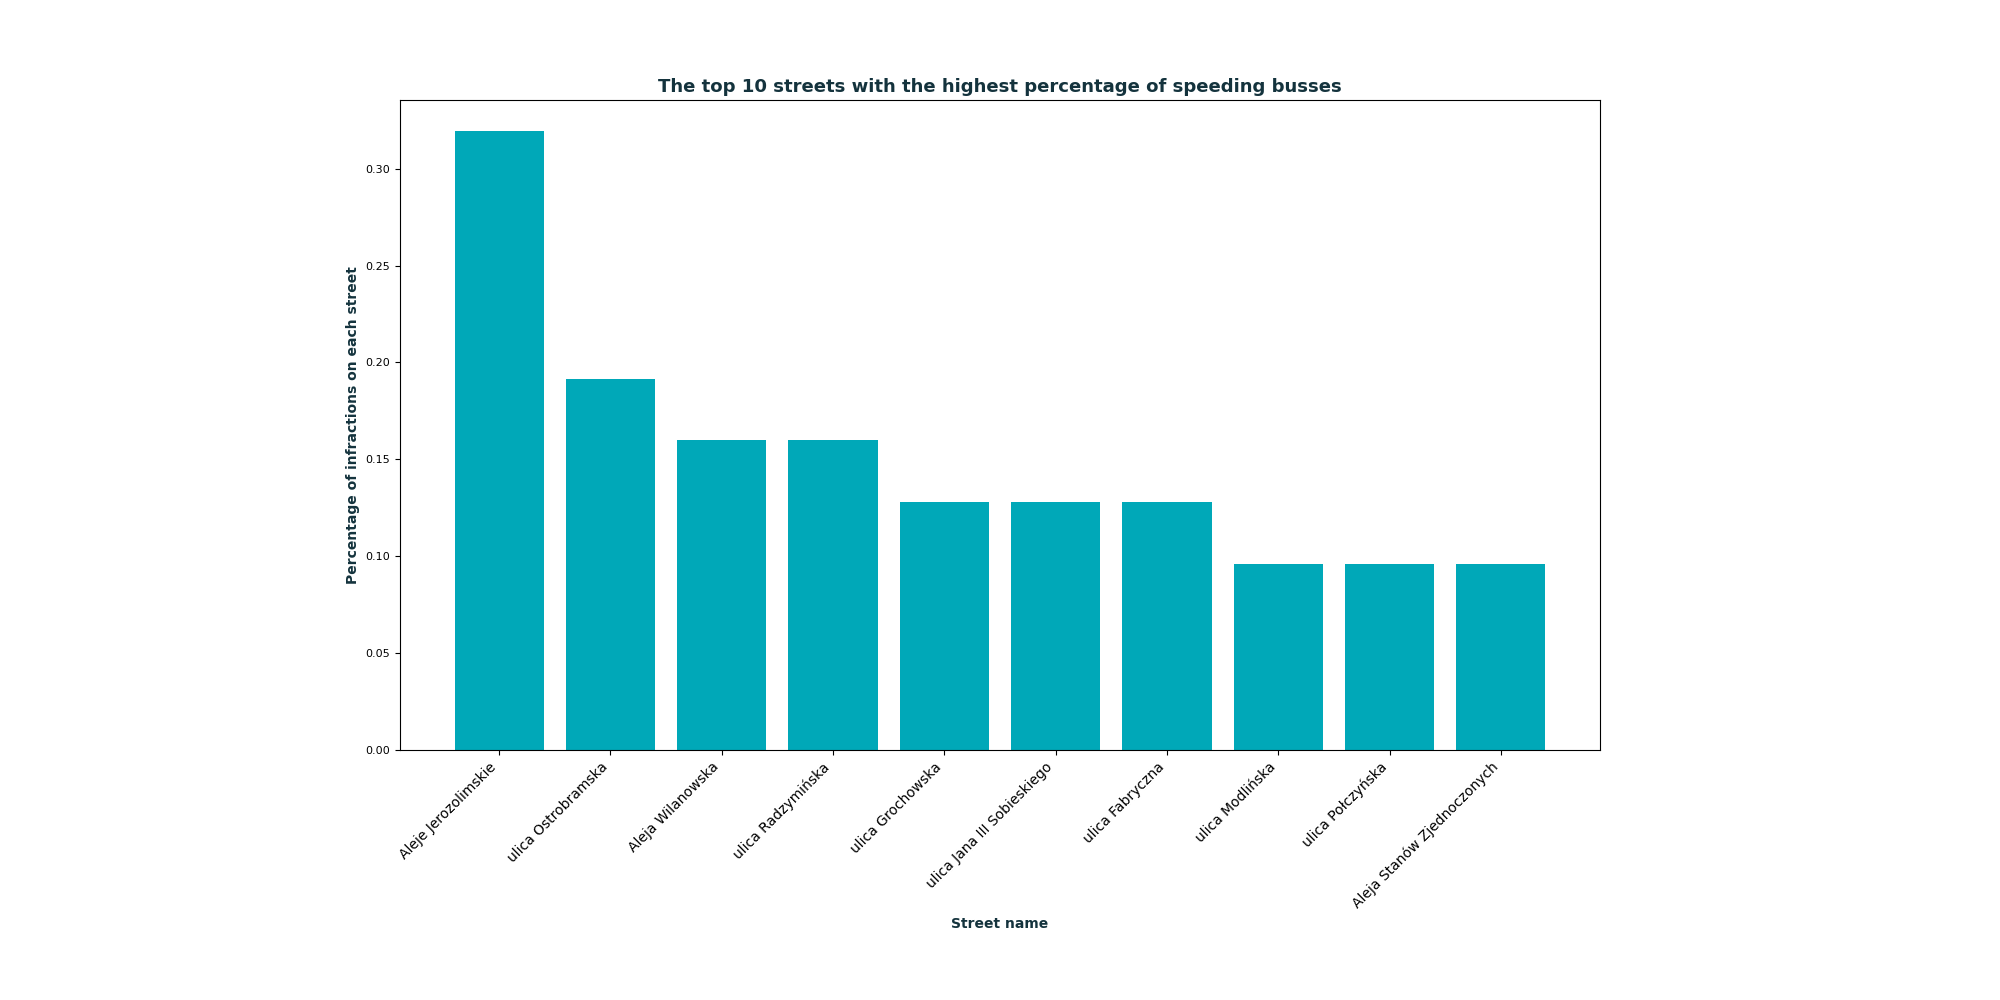 The top 10 streets with the highest percentage of speeding busses
Percentage of infractions on each street
0.30
0.25
0.20
0.15
0.10
0.05
0.00
Aleje Jerozolimskie
ulica Ostrobramska
Aleja Wilanowska
ulica Radzymińska
ulica Grochowska
ulica Jana III Sobieskiego
ulica Fabryczna
ulica Modlińska
ulica Połczyńska
Aleja Stanów Zjednoczonych
Street name